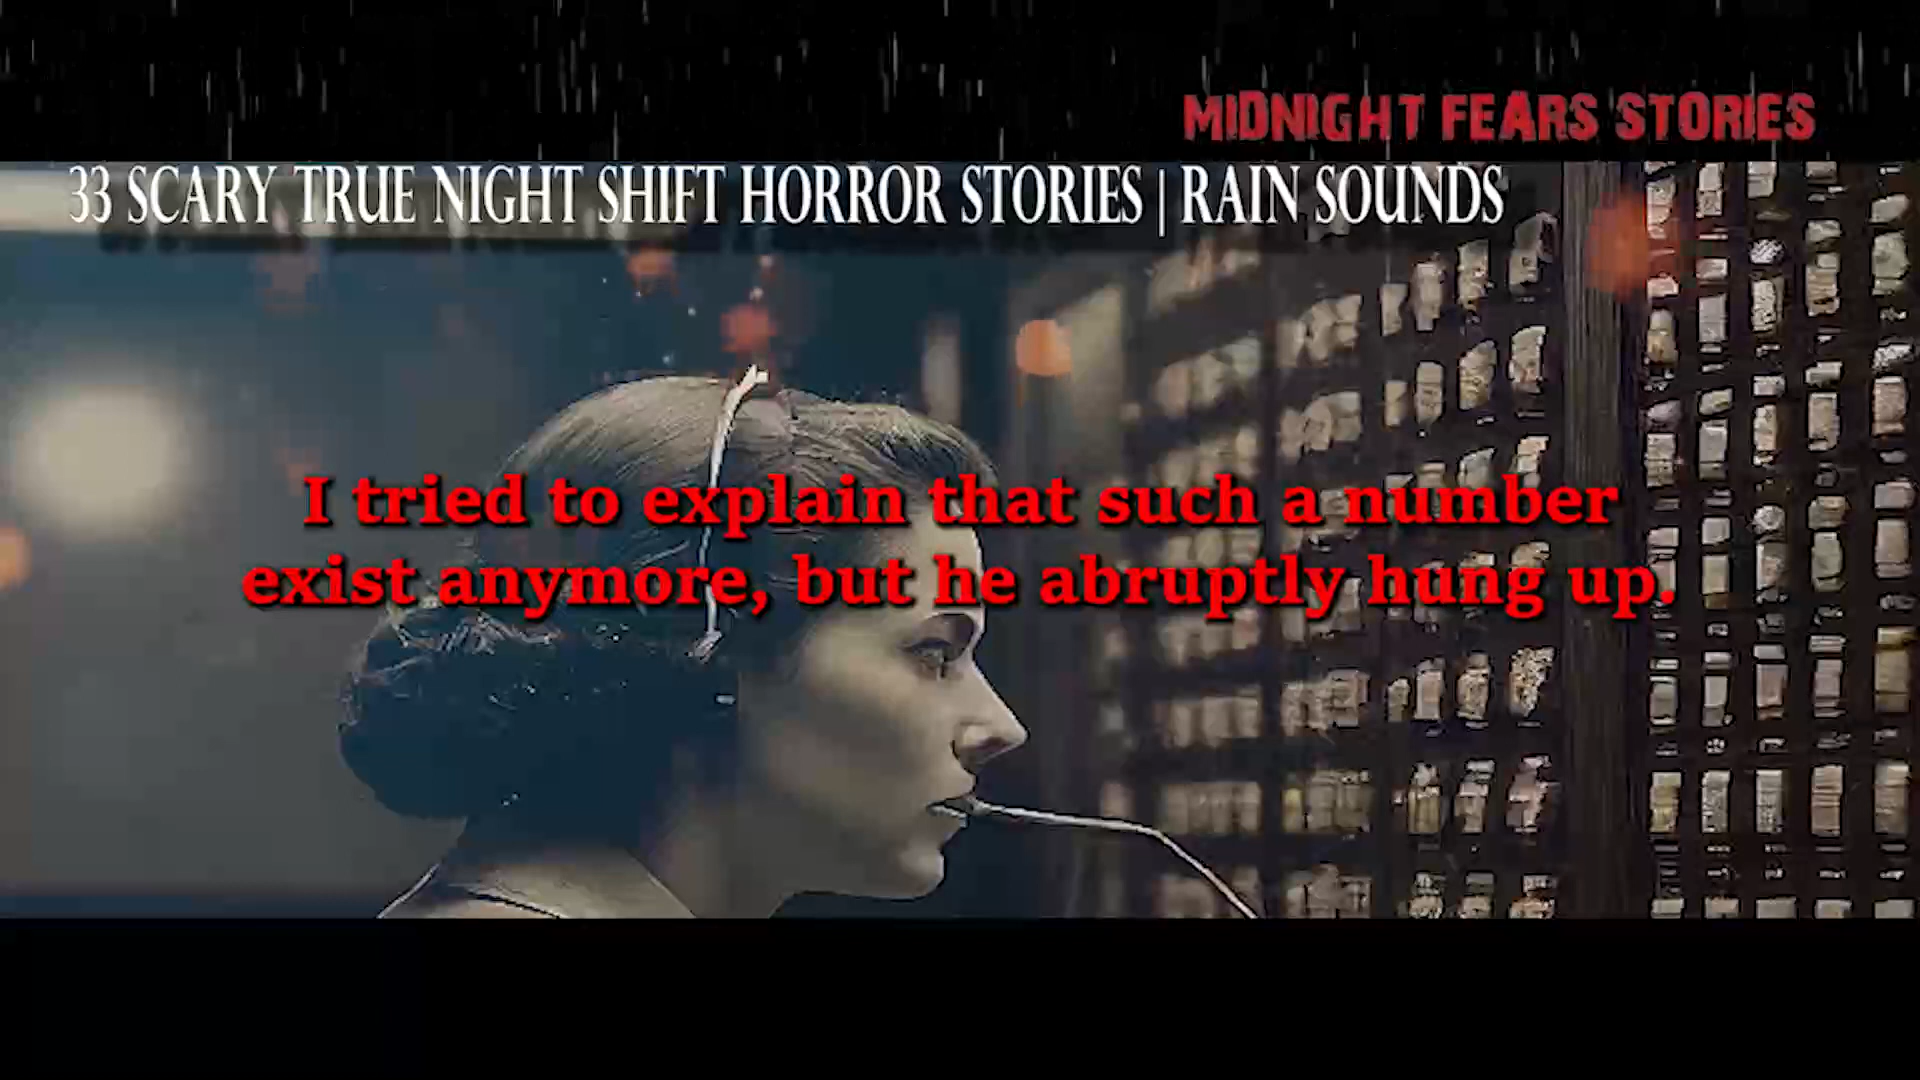 MIDNIGHT FEARS STORIES
33 SCARY TRUE NIGHT SHIFT HORROR STORIES | RAIN SOUNDS
I tried to explain that such a number
exist anymore, but he abruptly hung up.